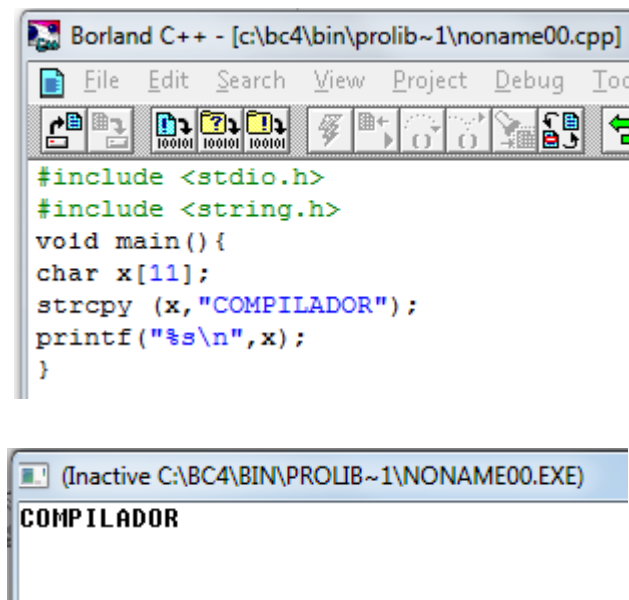 Borland C++ - [c:\bc4\bin\prolib~1\noname00.cpp]
File Edit Search View Project Debug
#include <stdio.h>
#include <string.h>
void main(){
char x[11];
strcpy (x,"COMPILADOR");
printf("%s\n",x);
}
(Inactive C:\BC4\BIN\PROLIB~1\NONAME00.EXE)
COMPILADOR